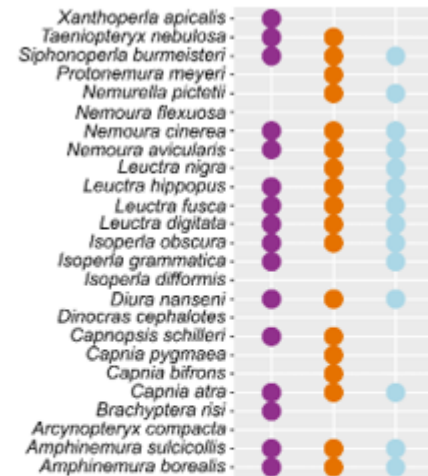 Xanthoperla apicalis
Taeniopteryx nebulosa
Siphonoperla burmeisteri
Protonemura meyeri
Nemurella pictetii
Nemoura flexuosa
Nemoura cinerea
Nemoura avicularis
Leuctra nigra
Leuctra hippopus
Leuctra fusca
Leuctra digitata
Isoperla obscura
Isoperla grammatica
Isoperla difformis
Diura nanseni
Dinocras cephalotes
Capnopsis schilleri
Capnia pygmaea
Capnia bifrons
Capnia atra
Brachyptera risi
Arcynopteryx compacta
Amphinemura sulcicollis
Amphinemura borealis